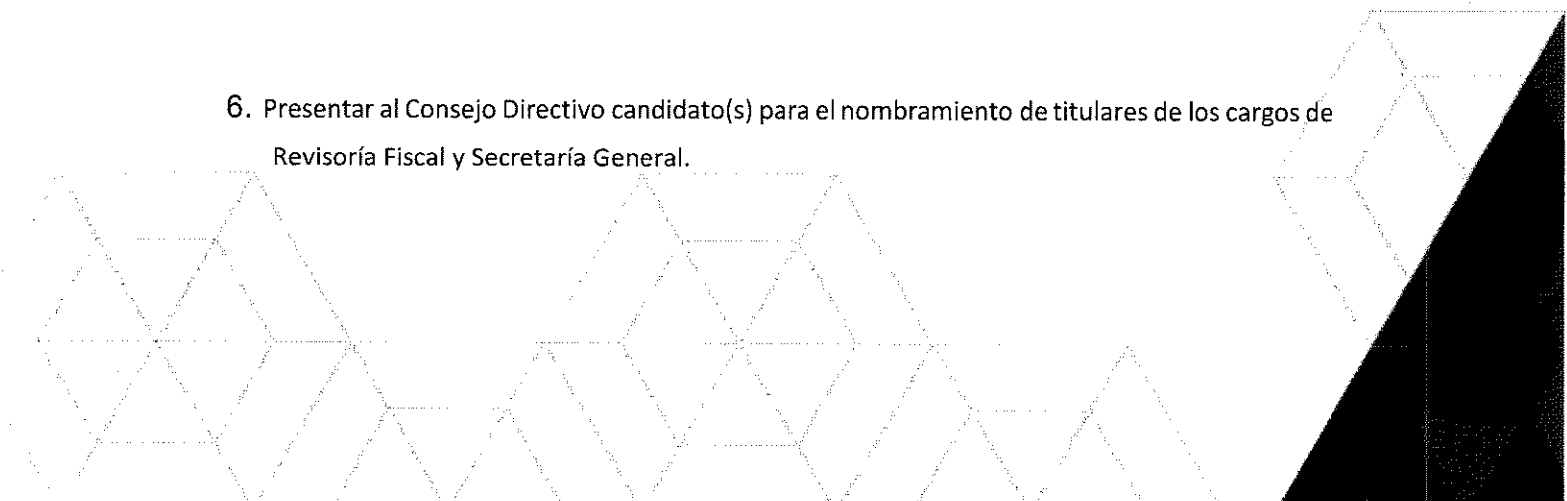 6. Presentar al Consejo Directivo candidato(s) para el nombramiento de titulares de los cargos de
Revisoría Fiscal y Secretaría General.